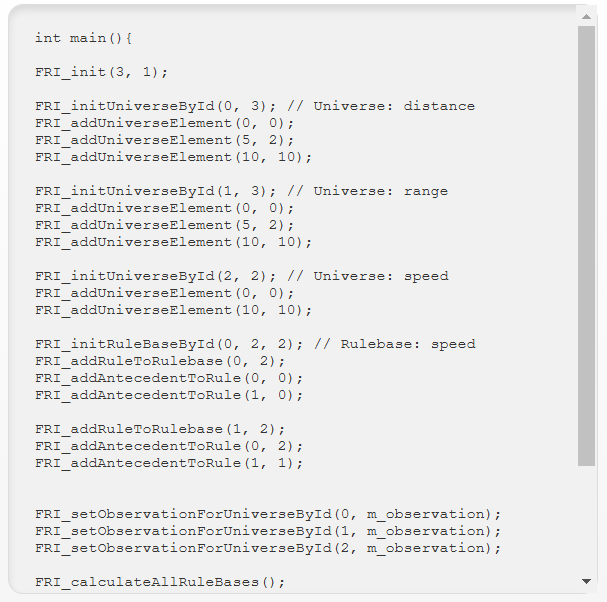 int main(){
FRI_init(3, 1);
FRI_initUniverseById(0, 3); // Universe: distance
FRI_addUniverseElement(0, 0);
FRI_addUniverseElement(5, 2);
FRI_addUniverseElement(10, 10);
FRI_initUniverseById(1, 3); // Universe: range
FRI_addUniverseElement(0, 0);
FRI_addUniverseElement(5, 2);
FRI_addUniverseElement(10, 10);
FRI_initUniverseById(2, 2); // Universe: speed
FRI_addUniverseElement(0, 0);
FRI_addUniverseElement(10, 10);
FRI_initRuleBaseById(0, 2, 2); // Rulebase: speed
FRI_addRuleToRulebase(0, 2);
FRI_addAntecedentToRule(0, 0);
FRI_addAntecedentToRule(1, 0);
FRI_addRuleToRulebase(1, 2);
FRI_addAntecedentToRule(0, 2);
FRI_addAntecedentToRule(1, 1);
FRI_setObservationForUniverseById(0, m_observation);
FRI_setObservationForUniverseById(1, m_observation);
FRI_setObservationForUniverseById(2, m_observation);
FRI_calculateAllRuleBases();